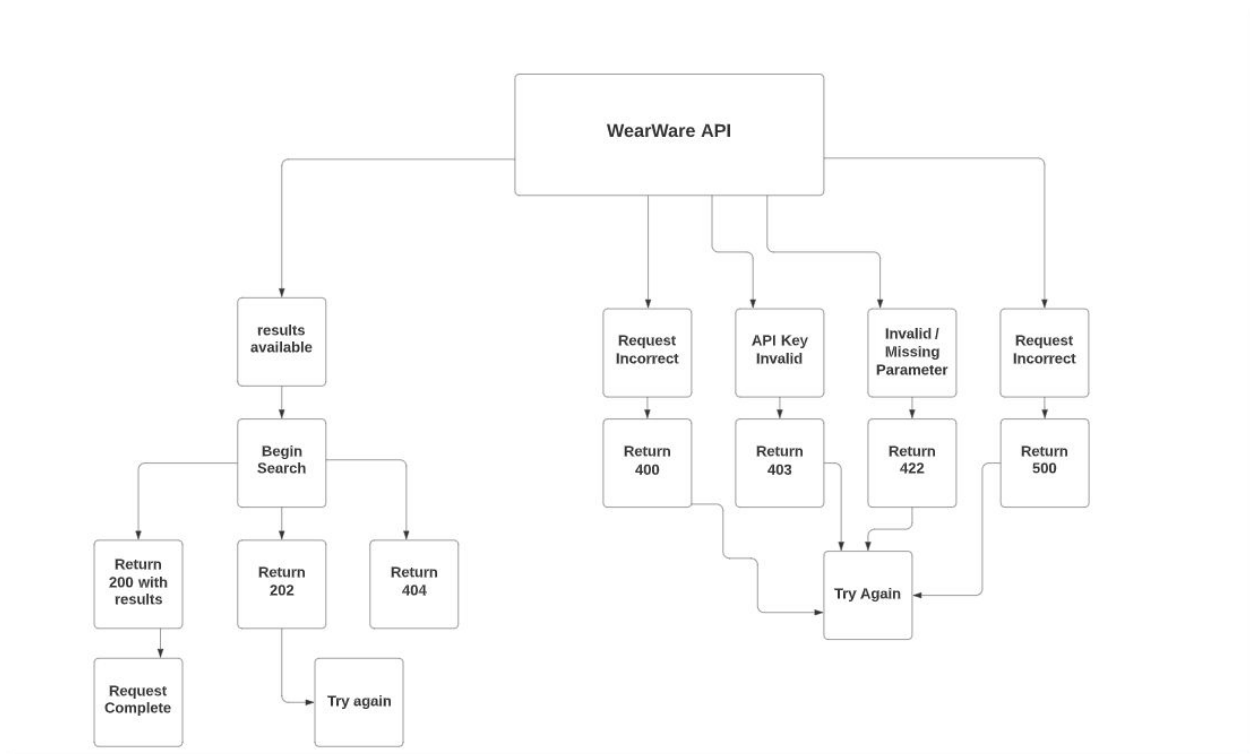 WearWare API
results
available
Request
Incorrect
API Key
Invalid
Invalid /
Missing
Parameter
Request
Incorrect
Begin
Search
Return
400
Return
403
Return
422
Return
500
Return
200 with
results
Return
202
Return
404
Try Again
Request
Complete
Try again